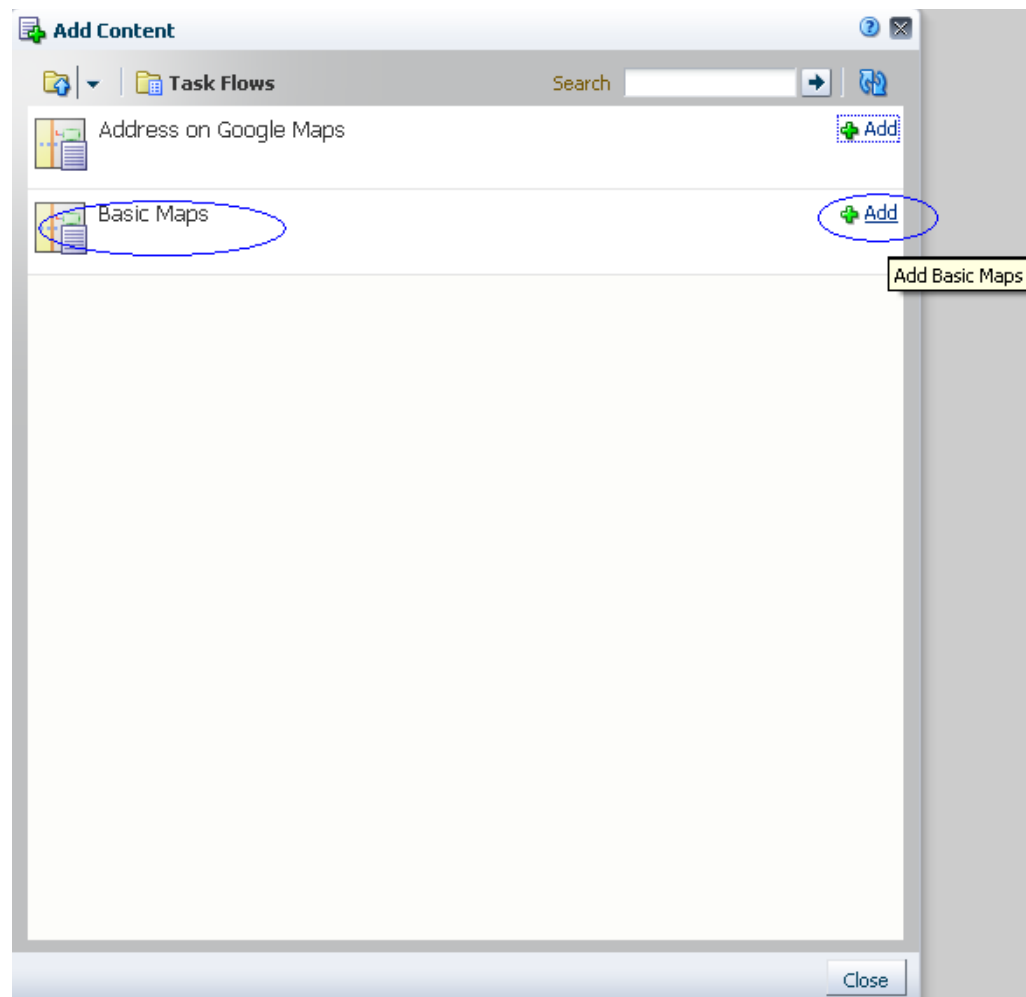 Add Content
Task Flows Search
Address on Google Maps Add
Basic Maps Add
Add Basic Maps
Close